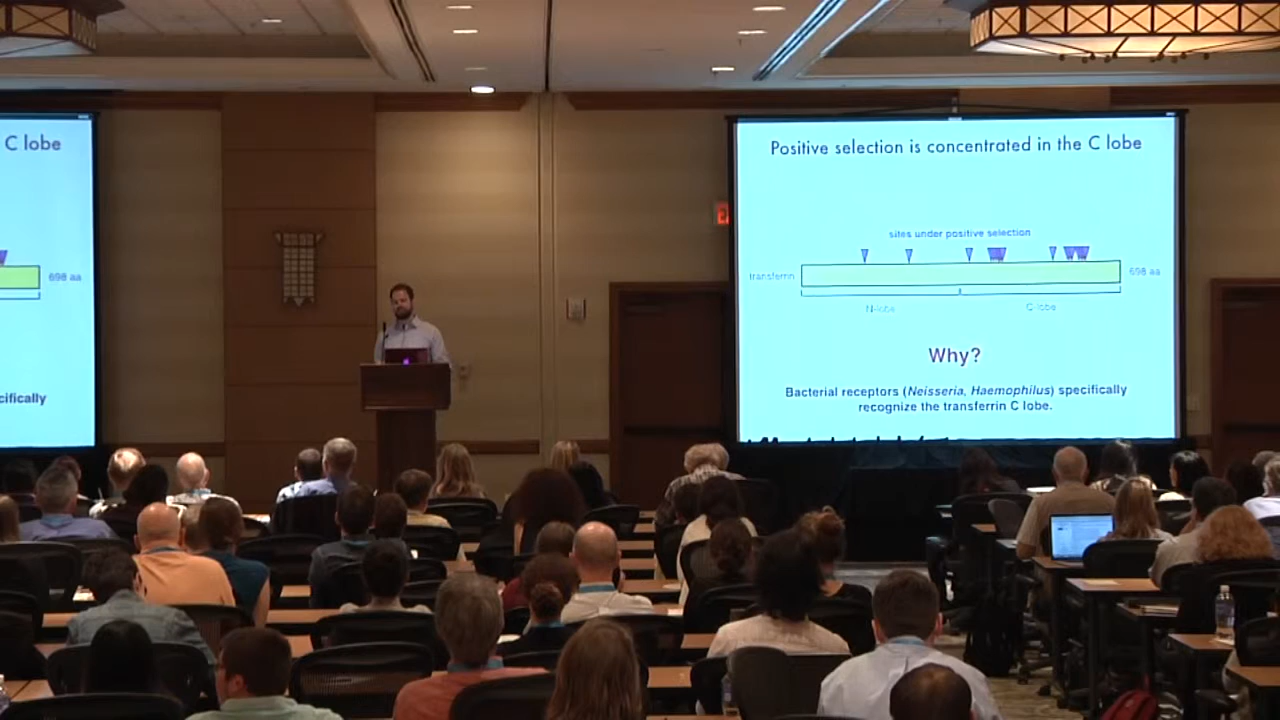 C lobe
698 aa
cifically
Positive selection is concentrated in the C lobe
sites under positive selection
transferrin
698 aa
N-lobe
C-lobe
Why?
Bacterial receptors (Neisseria, Haemophilus) specifically
recognize the transferrin C lobe.